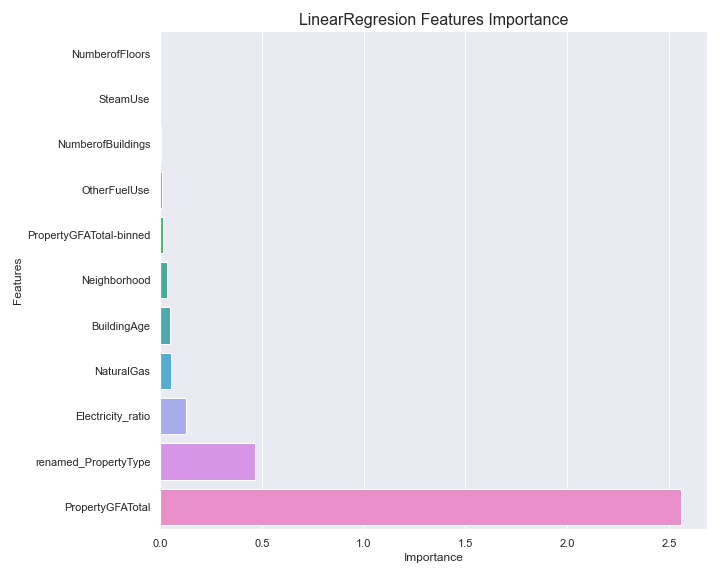 LinearRegresion Features Importance
Features
NumberofFloors
SteamUse
NumberofBuildings
OtherFuelUse
PropertyGFATotal-binned
Neighborhood
BuildingAge
NaturalGas
Electricity_ratio
renamed_PropertyType
PropertyGFATotal
0.0 0.5 1.0 1.5 2.0 2.5
Importance